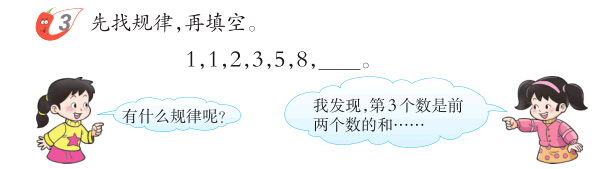 3 先找规律,再填空。
1,1,2,3,5,8,____。
有什么规律呢?
我发现,第3个数是前
两个数的和……